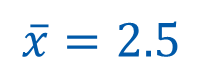 x̄ = 2.5